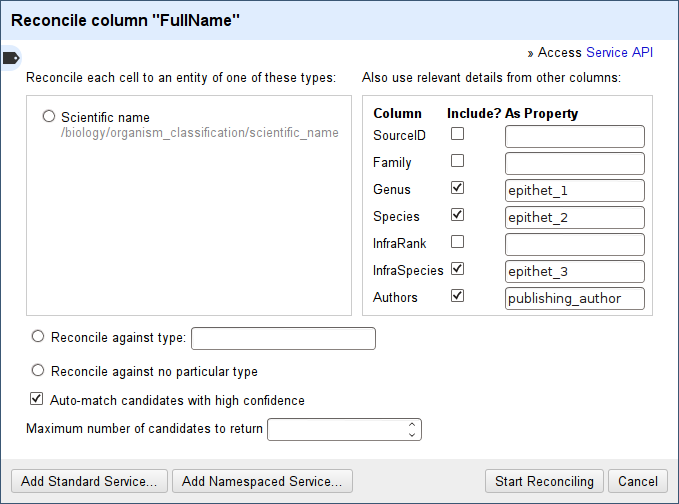 Reconcile column "FullName"
» Access Service API
Reconcile each cell to an entity of one of these types:
Also use relevant details from other columns:
Scientific name
/biology/organism_classification/scientific_name
Column Include? As Property
SourceID
Family
Genus epithet_1
Species epithet_2
InfraRank
InfraSpecies epithet_3
Authors publishing_author
Reconcile against type:
Reconcile against no particular type
Auto-match candidates with high confidence
Maximum number of candidates to return
Add Standard Service... Add Namespaced Service... Start Reconciling Cancel